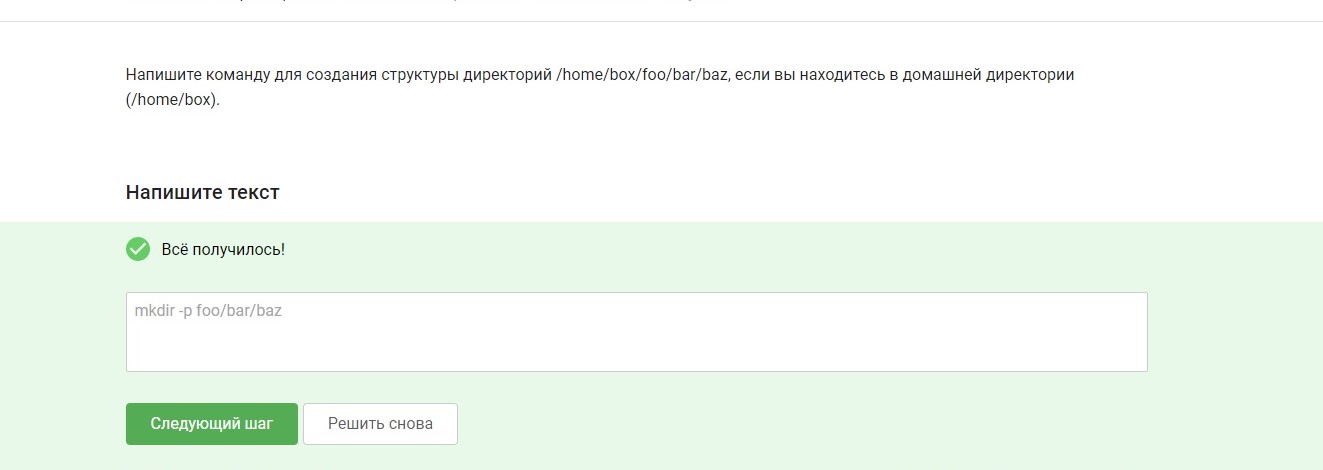 Напишите команду для создания структуры директорий /home/box/foo/bar/baz, если вы находитесь в домашней директории
(/home/box).
Напишите текст
Всё получилось!
mkdir -p foo/bar/baz
Следующий шаг
Решить снова